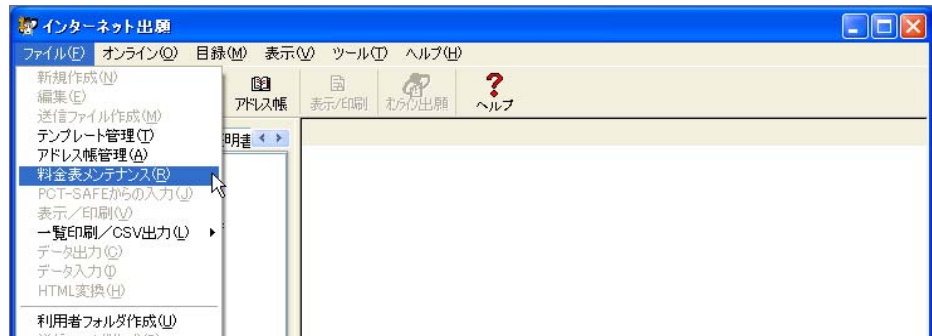 インターネット出願
ファイル(F) オンライン(O) 目録(M) 表示(V) ツール(T) ヘルプ(H)
新規作成(N)
編集(E)
送信ファイル作成(M)
テンプレート管理(T)
アドレス帳管理(A)
料金表メンテナンス(R)
PCT-SAFEからの入力(J)
表示／印刷(V)
一覧印刷／CSV出力(L)
データ出力(C)
データ入力(I)
HTML変換(H)
利用者フォルダ作成(U)
アドレス帳 表示/印刷 オンライン出願 ヘルプ
明書